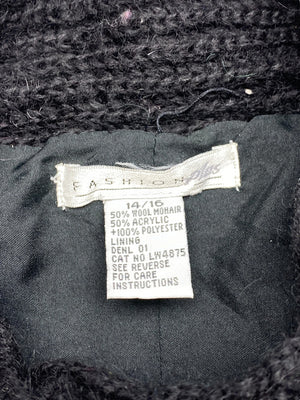 FASHION plus
14/16
50% WOOL MOHAIR
50% ACRYLIC
+100% POLYESTER
LINING
DENL 01
CAT NO LW4875
SEE REVERSE
FOR CARE
INSTRUCTIONS